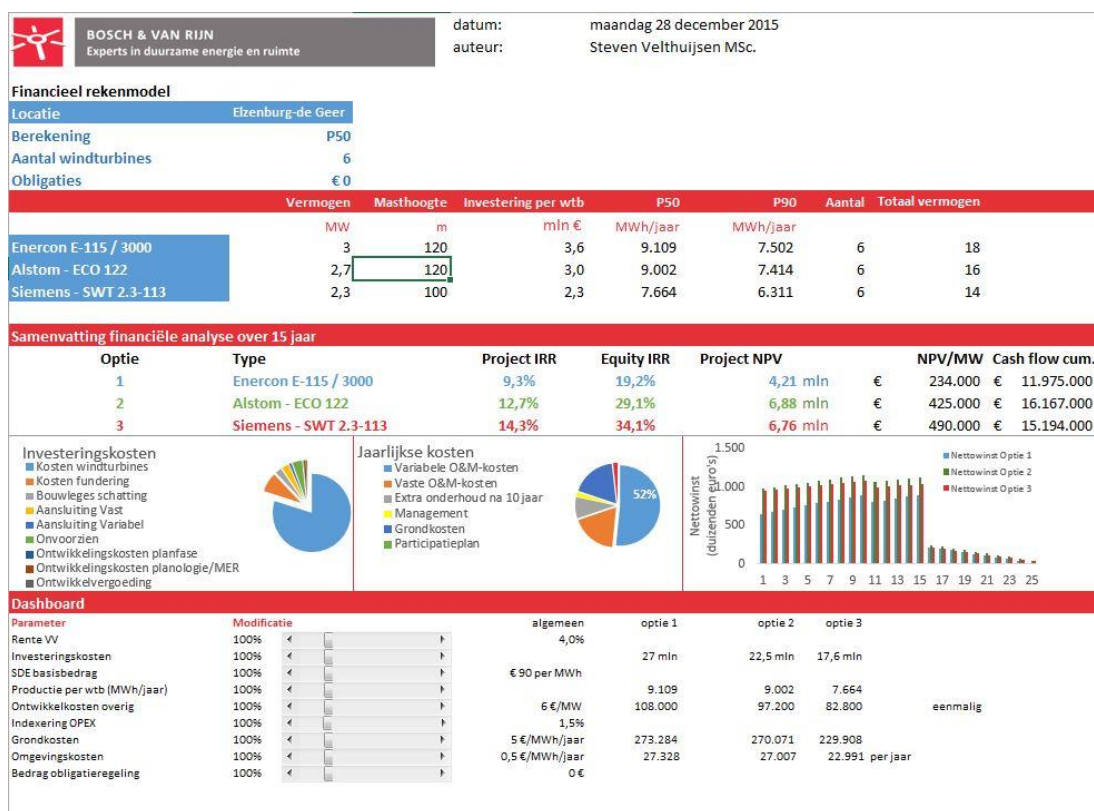 BOSCH & VAN RIJN
Experts in duurzame energie en ruimte
datum: maandag 28 december 2015
auteur: Steven Velthuijsen MSc.
Financieel rekenmodel
Locatie Elzenburg-de Geer
Berekening P50
Aantal windturbines 6
Obligaties € 0
Vermogen Masthoogte Investering per wtb P50 P90 Aantal Totaal vermogen
MW m mln € MWh/jaar MWh/jaar
Enercon E-115 / 3000 3 120 3,6 9.109 7.502 6 18
Alstom - ECO 122 2,7 120 3,0 9.002 7.414 6 16
Siemens - SWT 2.3-113 2,3 100 2,3 7.664 6.311 6 14
Samenvatting financiële analyse over 15 jaar
Optie Type Project IRR Equity IRR Project NPV NPV/MW Cash flow cum.
1 Enercon E-115 / 3000 9,3% 19,2% 4,21 mln € 234.000 € 11.975.000
2 Alstom - ECO 122 12,7% 29,1% 6,88 mln € 425.000 € 16.167.000
3 Siemens - SWT 2.3-113 14,3% 34,1% 6,76 mln € 490.000 € 15.194.000
Investeringskosten
Kosten windturbines
Kosten fundering
Bouwleges schatting
Aansluiting Vast
Aansluiting Variabel
Onvoorzien
Ontwikkelingskosten planfase
Ontwikkelingskosten planologie/MER
Ontwikkelvergoeding
Jaarlijkse kosten
Variabele O&M-kosten
Vaste O&M-kosten
Extra onderhoud na 10 jaar
Management
Grondkosten
Participatieplan
52%
Nettowinst
(duizenden euro's)
1.500
1.000
500
0
1 3 5 7 9 11 13 15 17 19 21 23 25
Nettowinst Optie 1
Nettowinst Optie 2
Nettowinst Optie 3
Dashboard
Parameter Modificatie algemeen optie 1 optie 2 optie 3
Rente VV 100% 4,0%
Investeringskosten 100% 27 mln 22,5 mln 17,6 mln
SDE basisbedrag 100% € 90 per MWh
Productie per wtb (MWh/jaar) 100% 9.109 9.002 7.664
Ontwikkelkosten overig 100% 6 €/MW 108.000 97.200 82.800 eenmalig
Indexering OPEX 100% 1,5%
Grondkosten 100% 5 €/MWh/jaar 273.284 270.071 229.908
Omgevingskosten 100% 0,5 €/MWh/jaar 27.328 27.007 22.991 per jaar
Bedrag obligatieregeling 100% 0 €